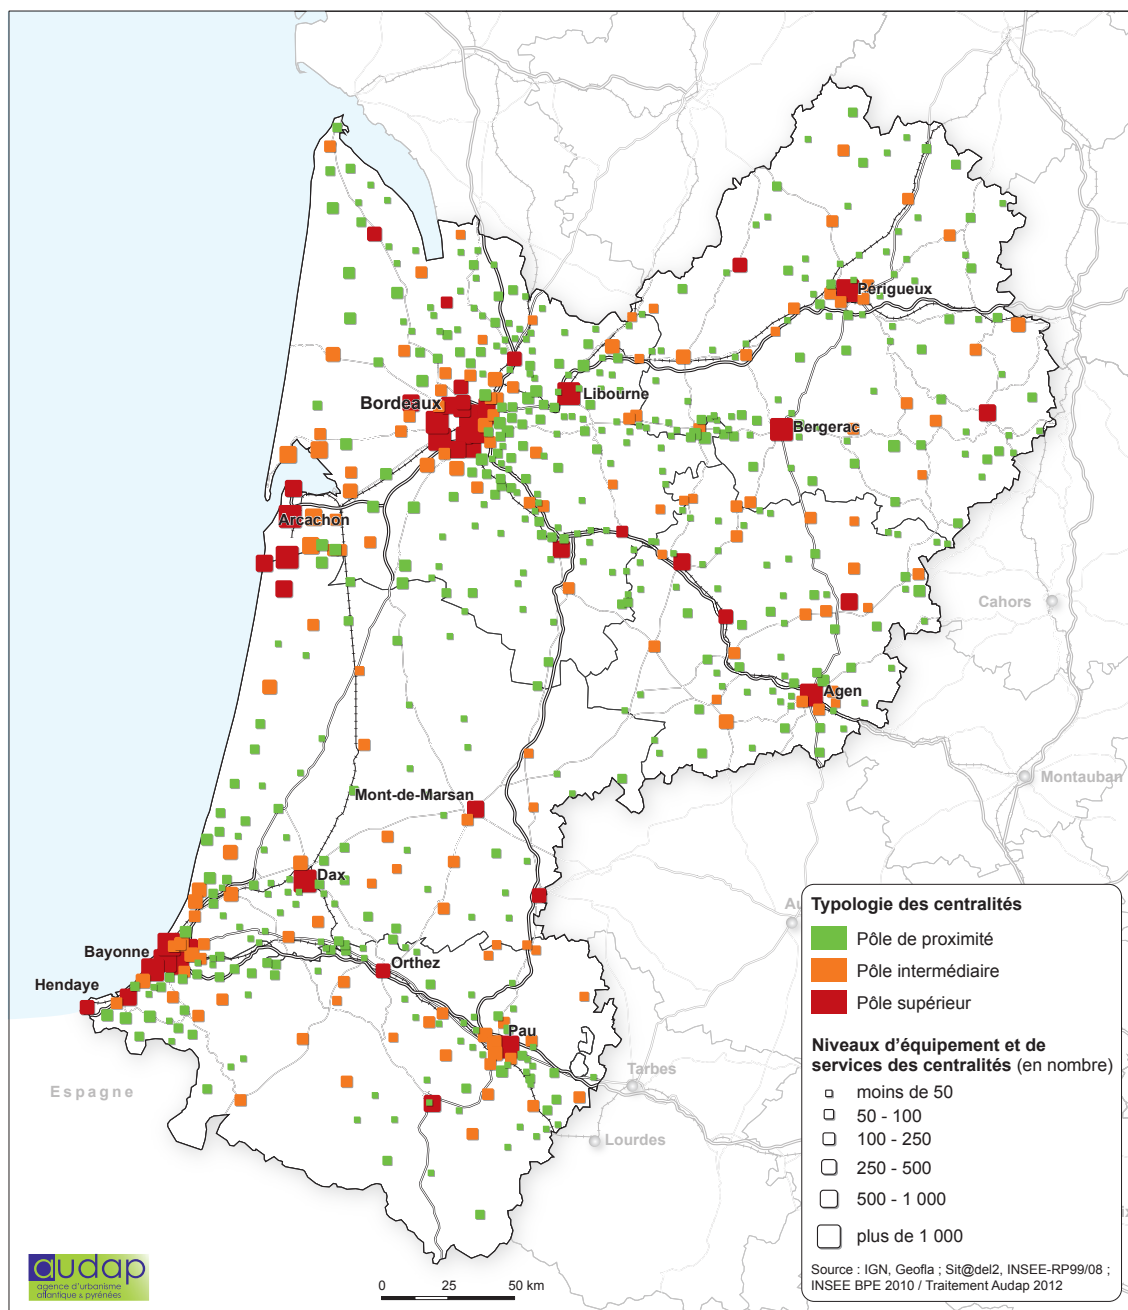 Périgueux
Libourne
Bordeaux
Bergerac
Arcachon
Cahors
Agen
Montauban
Mont-de-Marsan
Dax
Bayonne
Orthez
Hendaye
Pau
Espagne
Tarbes
Lourdes
Typologie des centralités
Pôle de proximité
Pôle intermédiaire
Pôle supérieur
Niveaux d'équipement et de
services des centralités (en nombre)
moins de 50
50 - 100
100 - 250
250 - 500
500 - 1 000
plus de 1 000
Source : IGN, Geofla ; Sit@del2, INSEE-RP99/08 ;
INSEE BPE 2010 / Traitement Audap 2012
audap
agence d'urbanisme
atlantique & pyrénées
0 25 50 km